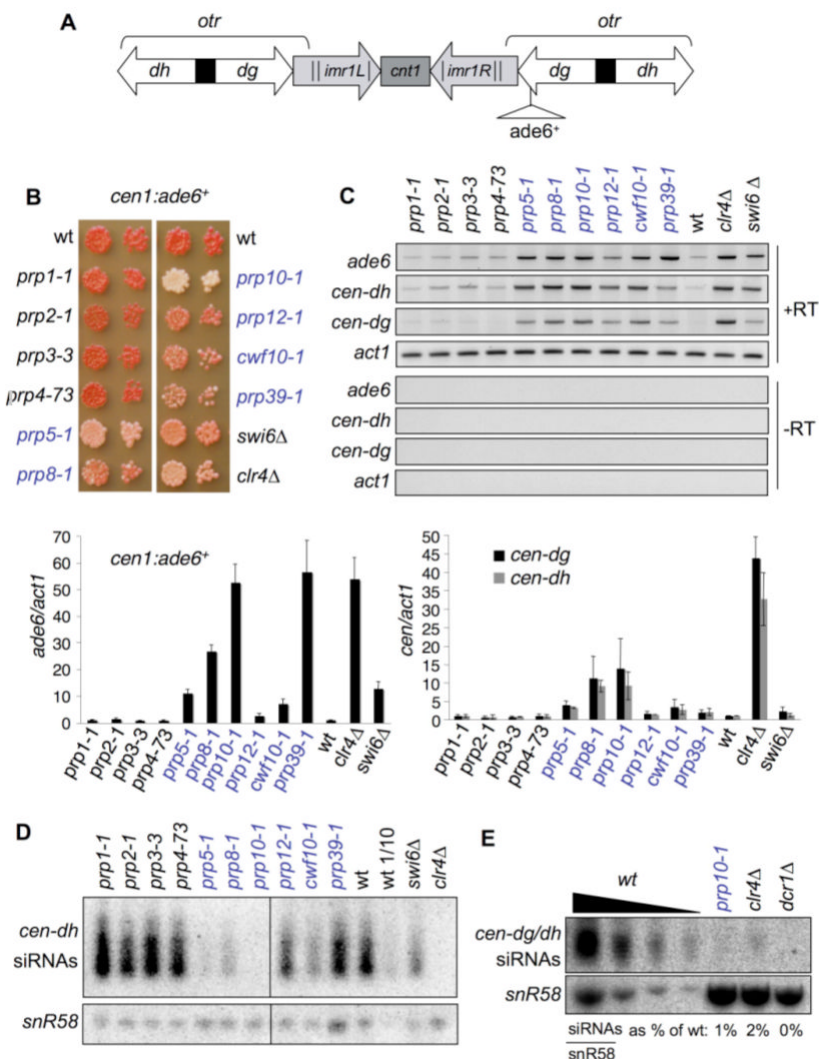 A
otr
otr
dh
dg
imr1L
cnt1
imr1R
dg
dh
ade6+
B
cen1:ade6+
wt
prp1-1
prp2-1
prp3-3
prp4-73
prp5-1
prp8-1
wt
prp10-1
prp12-1
cwf10-1
prp39-1
swi6Δ
clr4Δ
C
prp1-1
prp2-1
prp3-3
prp4-73
prp5-1
prp8-1
prp10-1
prp12-1
cwf10-1
prp39-1
wt
clr4Δ
swi6 Δ
ade6
cen-dh
cen-dg
act1
+RT
ade6
cen-dh
cen-dg
act1
-RT
ade6/act1
70
60
50
40
30
20
10
0
cen1:ade6+
prp1-1
prp2-1
prp3-3
prp4-73
prp5-1
prp8-1
prp10-1
prp12-1
cwf10-1
prp39-1
wt
clr4Δ
swi6Δ
cen/act1
50
45
40
35
30
25
20
15
10
5
0
cen-dg
cen-dh
prp1-1
prp2-1
prp3-3
prp4-73
prp5-1
prp8-1
prp10-1
prp12-1
cwf10-1
prp39-1
wt
clr4Δ
swi6Δ
D
prp1-1
prp2-1
prp3-3
prp4-73
prp5-1
prp8-1
prp10-1
prp12-1
cwf10-1
prp39-1
wt
wt 1/10
swi6Δ
clr4Δ
cen-dh
siRNAs
snR58
E
wt
prp10-1
clr4Δ
dcr1Δ
cen-dg/dh
siRNAs
snR58
siRNAs as % of wt: 1% 2% 0%
snR58